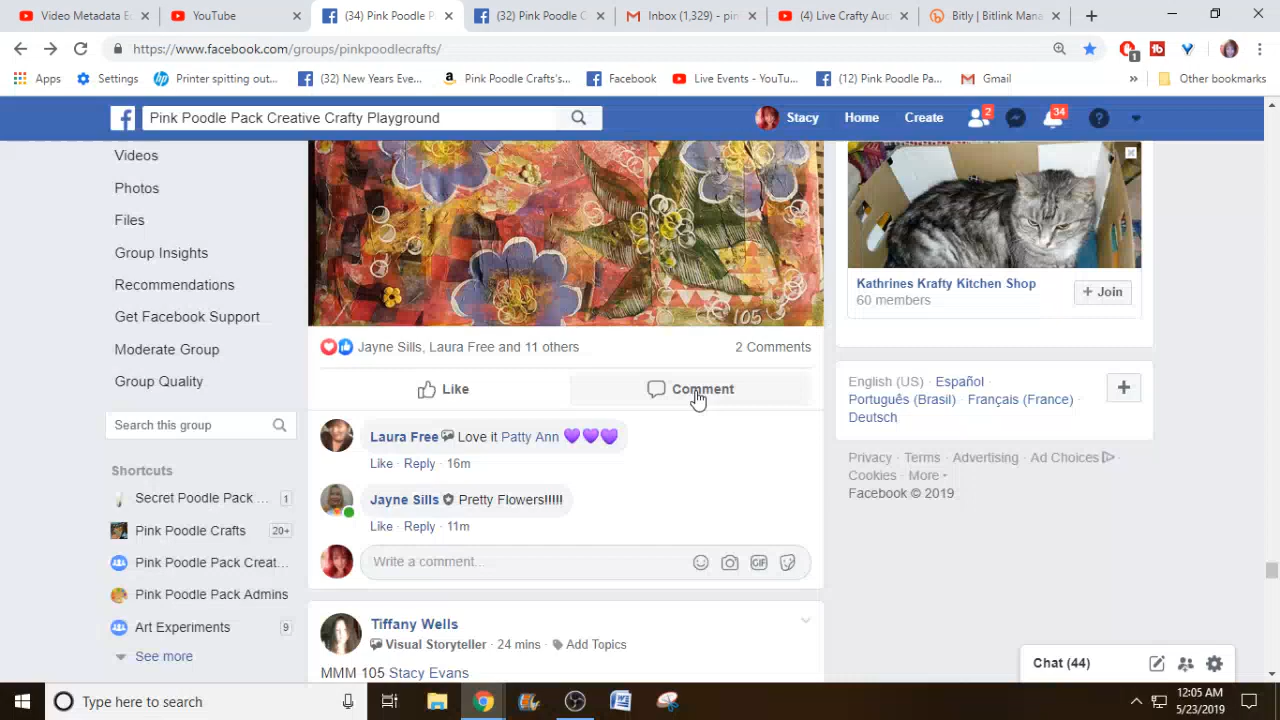 Video Metadata E
YouTube
(34) Pink Poodle P
(32) Pink Poodle C
Inbox (1,329) - pin
(4) Live Crafty Auc
Bitly | Bitlink Mana
https://www.facebook.com/groups/pinkpoodlecrafts/
1
Apps
Settings
Printer spitting out...
(32) New Years Eve...
Pink Poodle Crafts's...
Facebook
Live Events - YouTu...
(12) Pink Poodle Pa...
Gmail
» Other bookmarks
Pink Poodle Pack Creative Crafty Playground
Stacy
Home
Create
2
34
Videos
Photos
Files
Group Insights
Recommendations
Get Facebook Support
Moderate Group
Group Quality
Search this group
Shortcuts
Secret Poodle Pack ... 1
Pink Poodle Crafts 20+
Pink Poodle Pack Creat...
Pink Poodle Pack Admins
Art Experiments 9
See more
105
Jayne Sills, Laura Free and 11 others
2 Comments
Like
Comment
Laura Free Love it Patty Ann 💜💜💜
Like · Reply · 16m
Jayne Sills Pretty Flowers!!!!!
Like · Reply · 11m
Write a comment...
GIF
Tiffany Wells
Visual Storyteller · 24 mins · Add Topics
MMM 105 Stacy Evans
Kathrines Krafty Kitchen Shop
60 members
+ Join
English (US) · Español ·
Português (Brasil) · Français (France) ·
Deutsch
Privacy · Terms · Advertising · Ad Choices ·
Cookies · More
Facebook © 2019
Chat (44)
Type here to search
12:05 AM
5/23/2019